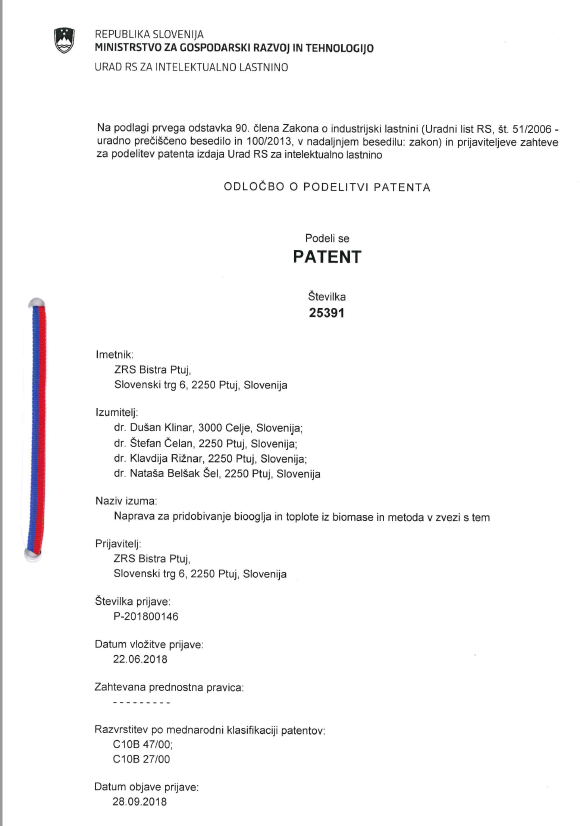 REPUBLIKA SLOVENIJA
MINISTRSTVO ZA GOSPODARSKI RAZVOJ IN TEHNOLOGIJO
URAD RS ZA INTELEKTUALNO LASTNINO
Na podlagi prvega odstavka 90. člena Zakona o industrijski lastnini (Uradni list RS, št. 51/2006 -
uradno prečiščeno besedilo in 100/2013, v nadaljnjem besedilu: zakon) in prijaviteljeve zahteve
za podelitev patenta izdaja Urad RS za intelektualno lastnino
ODLOČBO O PODELITVI PATENTA
Podeli se
PATENT
Številka
25391
Imetnik:
ZRS Bistra Ptuj,
Slovenski trg 6, 2250 Ptuj, Slovenija
Izumitelj:
dr. Dušan Klinar, 3000 Celje, Slovenija;
dr. Štefan Čelan, 2250 Ptuj, Slovenija;
dr. Klavdija Rižnar, 2250 Ptuj, Slovenija;
dr. Nataša Belšak Šel, 2250 Ptuj, Slovenija
Naziv izuma:
Naprava za pridobivanje biooglja in toplote iz biomase in metoda v zvezi s tem
Prijavitelj:
ZRS Bistra Ptuj,
Slovenski trg 6, 2250 Ptuj, Slovenija
Številka prijave:
P-201800146
Datum vložitve prijave:
22.06.2018
Zahtevana prednostna pravica:
- - - - - - - - -
Razvrstitev po mednarodni klasifikaciji patentov:
C10B 47/00;
C10B 27/00
Datum objave prijave:
28.09.2018